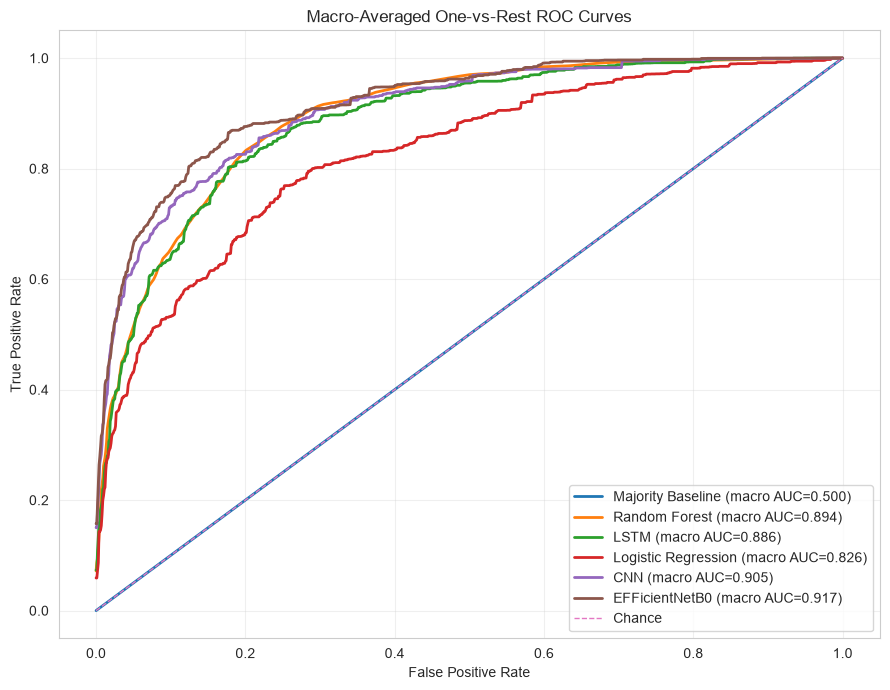 Macro-Averaged One-vs-Rest ROC Curves
1.0
0.8
0.6
0.4
0.2
0.0
True Positive Rate
Majority Baseline (macro AUC=0.500)
Random Forest (macro AUC=0.894)
LSTM (macro AUC=0.886)
Logistic Regression (macro AUC=0.826)
CNN (macro AUC=0.905)
EFFicientNetB0 (macro AUC=0.917)
Chance
0.0 0.2 0.4 0.6 0.8 1.0
False Positive Rate